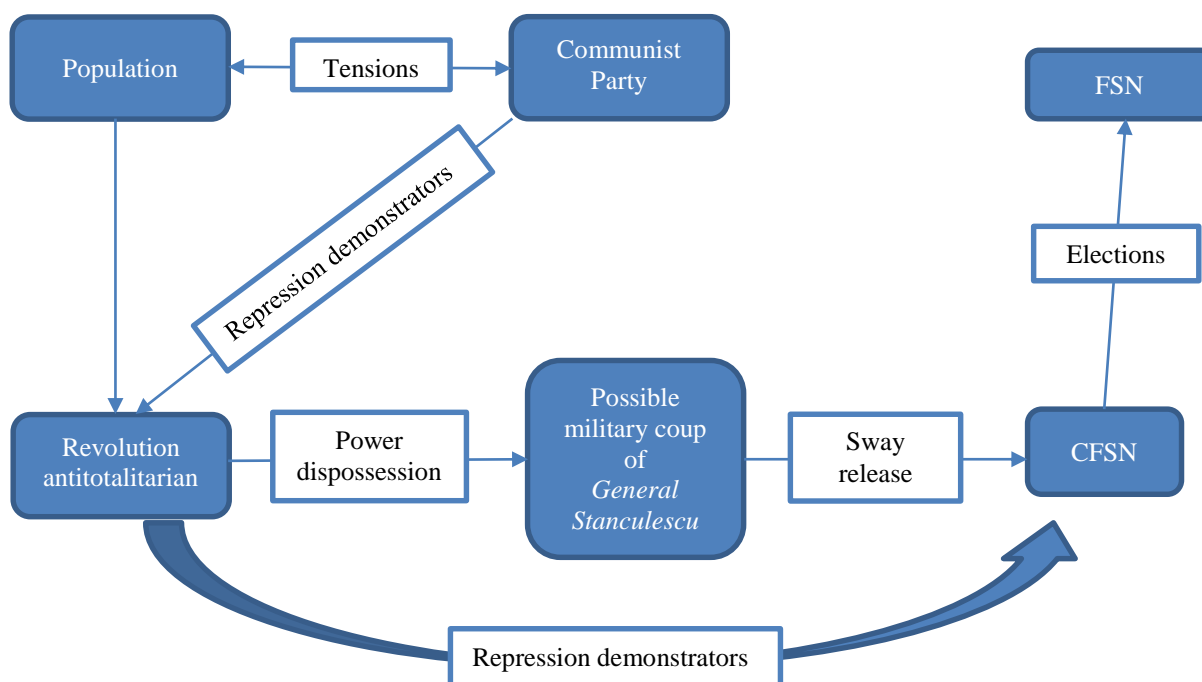 Population
Tensions
Communist
Party
FSN
Repression demonstrators
Elections
Revolution
antitotalitarian
Power
dispossession
Possible
military coup
of
General
Stanculescu
Sway
release
CFSN
Repression demonstrators